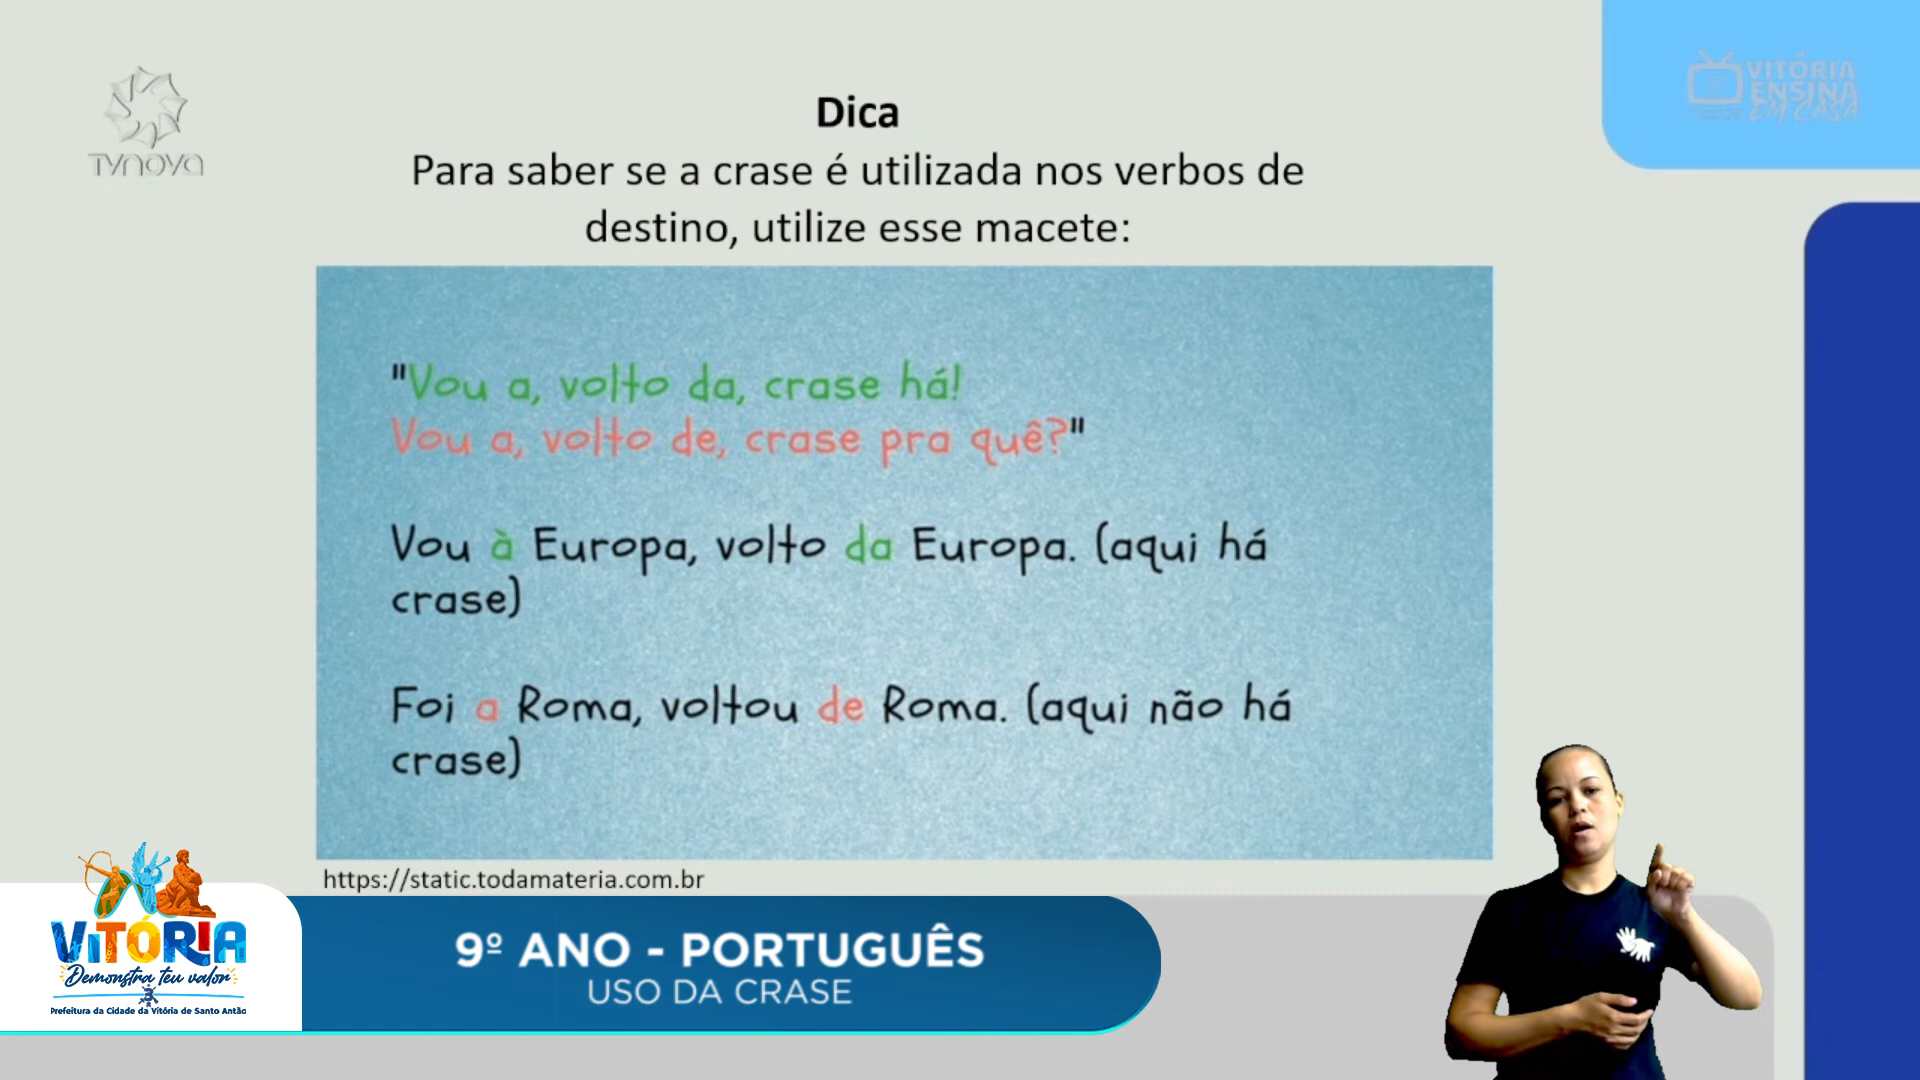 TVNOVA
VITÓRIA
ENSINA
EM CASA
Dica
Para saber se a crase é utilizada nos verbos de
destino, utilize esse macete:
"Vou a, volto da, crase há!
Vou a, volto de, crase pra quê?"
Vou à Europa, volto da Europa. (aqui há
crase)
Foi a Roma, voltou de Roma. (aqui não há
crase)
https://static.todamateria.com.br
VITÓRIA
Demonstra teu valor
Prefeitura da Cidade da Vitória de Santo Antão
9º ANO - PORTUGUÊS
USO DA CRASE